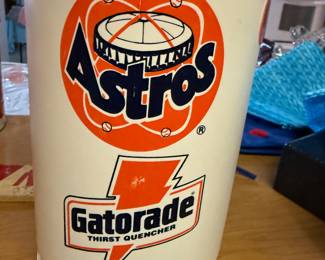 Astros
®
Gatorade®
THIRST QUENCHER